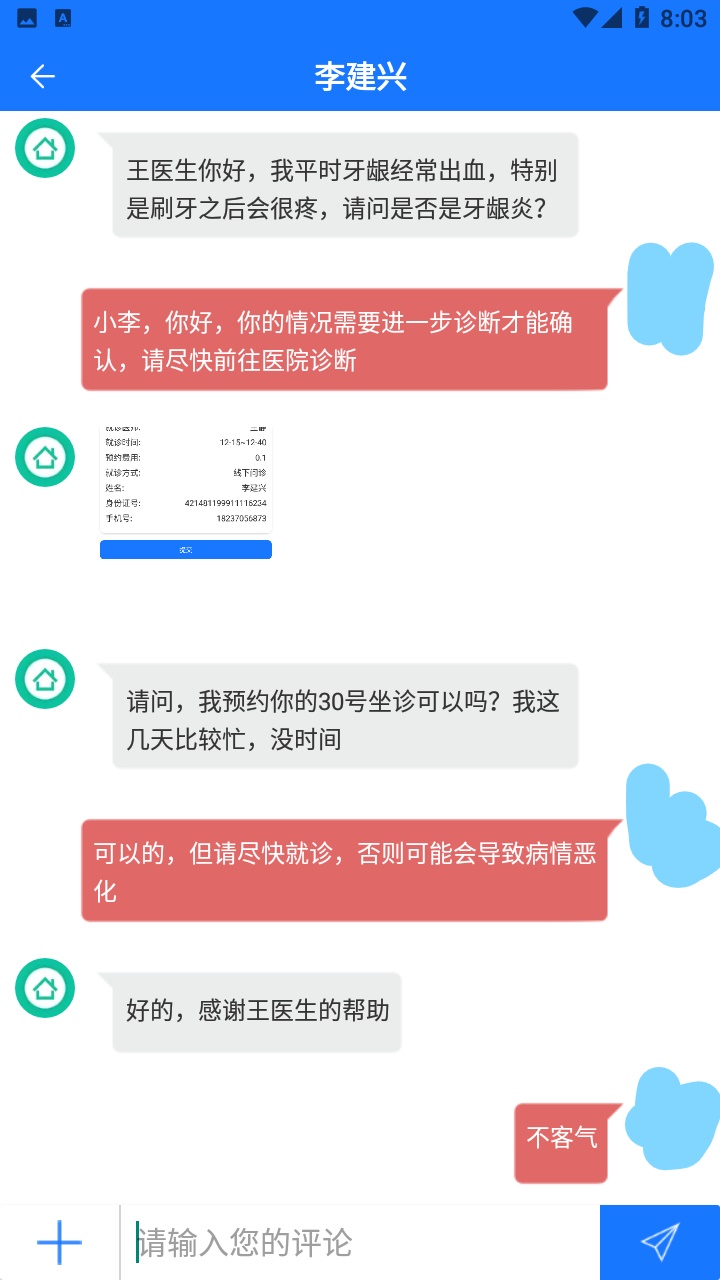 8:03
李建兴
王医生你好，我平时牙龈经常出血，特别
是刷牙之后会很疼，请问是否是牙龈炎？
小李，你好，你的情况需要进一步诊断才能确
认，请尽快前往医院诊断
就诊时间: 12-15~12-40
预约费用: 0.1
就诊方式: 线下问诊
姓名: 李建兴
身份证号: 421481199911116234
手机号: 18237056873
提交
请问，我预约你的30号坐诊可以吗？我这
几天比较忙，没时间
可以的，但请尽快就诊，否则可能会导致病情恶
化
好的，感谢王医生的帮助
不客气
请输入您的评论